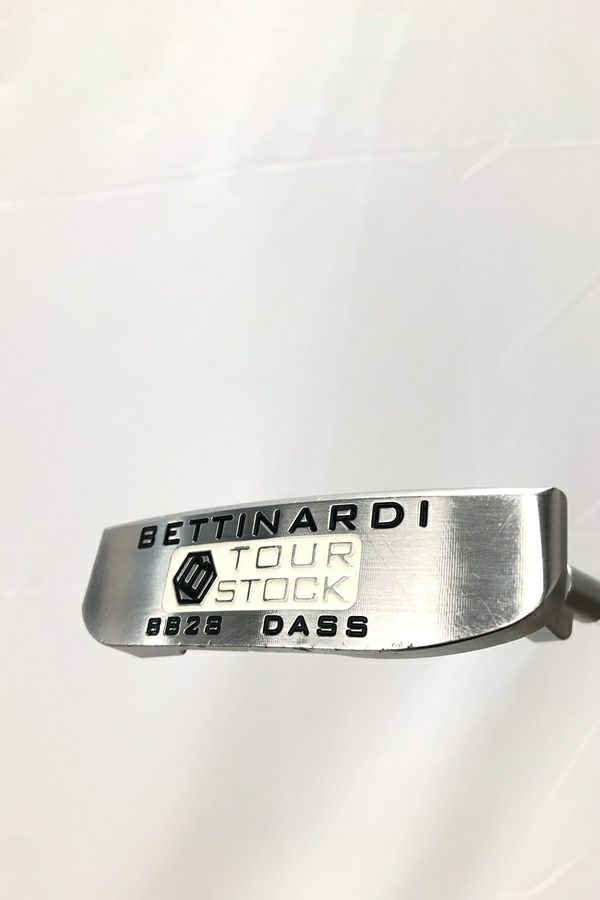 BETTINARDI
TOUR
STOCK
BB28 DASS